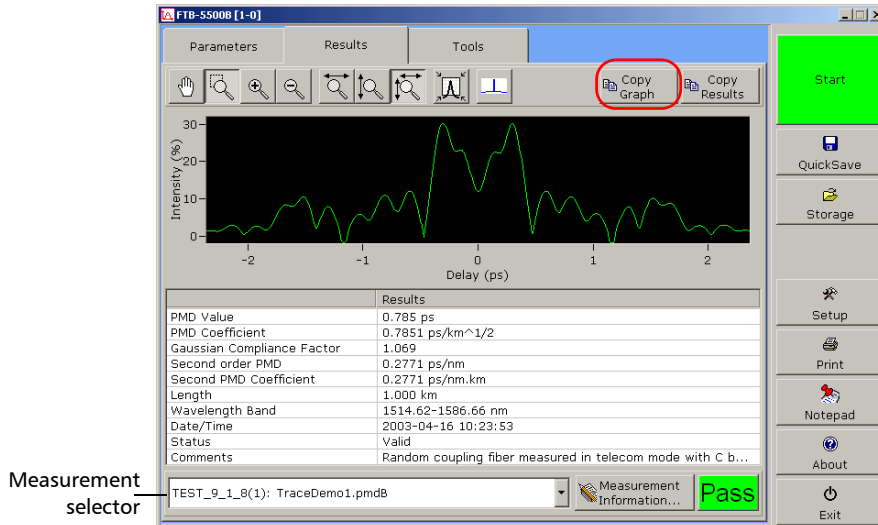 FTB-5500B [1-0]
Parameters Results Tools
Copy Graph
Copy Results
Start
QuickSave
Storage
Setup
Print
Notepad
About
Exit
Intensity (%)
30
20
10
0
-2 -1 0 1 2
Delay (ps)
Results
PMD Value 0.785 ps
PMD Coefficient 0.7851 ps/km^1/2
Gaussian Compliance Factor 1.069
Second order PMD 0.2771 ps/nm
Second PMD Coefficient 0.2771 ps/nm.km
Length 1.000 km
Wavelength Band 1514.62-1586.66 nm
Date/Time 2003-04-16 10:23:53
Status Valid
Comments Random coupling fiber measured in telecom mode with C b...
Measurement
selector
TEST_9_1_8(1): TraceDemo1.pmdB
Measurement
Information...
Pass